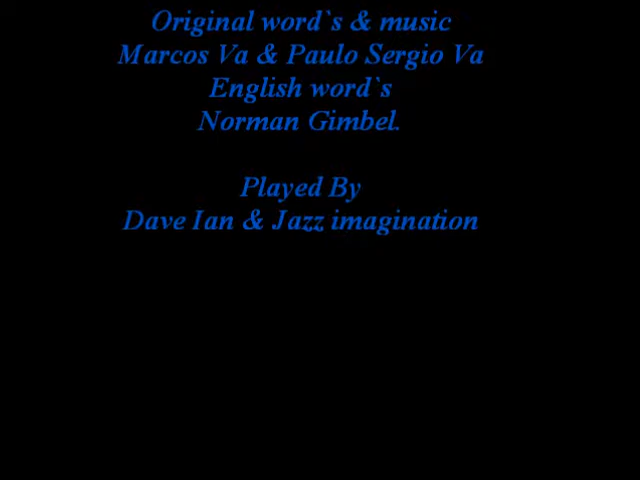 Original word`s & music
Marcos Va & Paulo Sergio Va
English word`s
Norman Gimbel.
Played By
Dave Ian & Jazz imagination